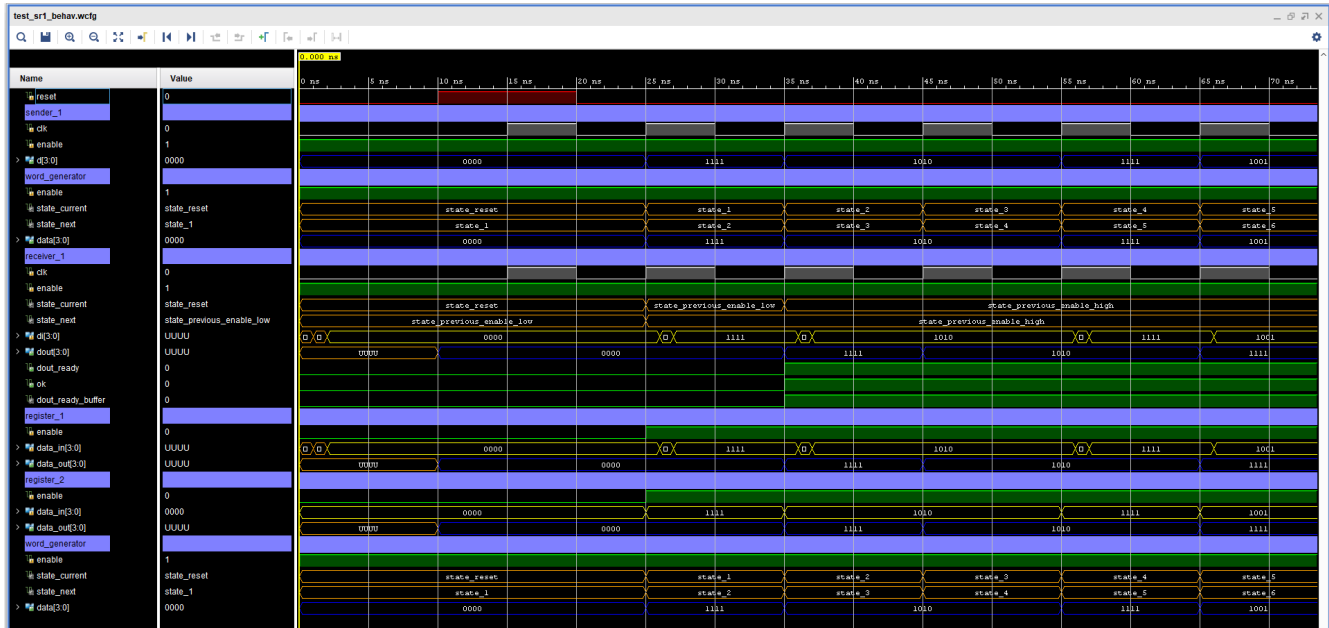 test_sr1_behav.wcfg
0.000 ns
Name Value 0 ns 5 ns 10 ns 15 ns 20 ns 25 ns 30 ns 35 ns 40 ns 45 ns 50 ns 55 ns 60 ns 65 ns 70 ns
reset 0
sender_1
clk 0
enable 1
d[3:0] 0000 0000 1111 1010 1111 1001
word_generator
enable 1
state_current state_reset state_reset state_1 state_2 state_3 state_4 state_5
state_next state_1 state_1 state_2 state_3 state_4 state_5 state_6
data[3:0] 0000 0000 1111 1010 1111 1001
receiver_1
clk 0
enable 1
state_current state_reset state_reset state_previous_enable_low state_previous_enable_high
state_next state_previous_enable_low state_previous_enable_low state_previous_enable_high
di[3:0] UUUU 0000 1111 1010 1111 1001
dout[3:0] UUUU UUUU 0000 1111 1010 1111
dout_ready 0
ok 0
dout_ready_buffer 0
register_1
enable 0
data_in[3:0] UUUU 0000 1111 1010 1111 1001
data_out[3:0] UUUU UUUU 0000 1111 1010 1111
register_2
enable 0
data_in[3:0] 0000 0000 1111 1010 1111 1001
data_out[3:0] UUUU UUUU 0000 1111 1010 1111
word_generator
enable 1
state_current state_reset state_reset state_1 state_2 state_3 state_4 state_5
state_next state_1 state_1 state_2 state_3 state_4 state_5 state_6
data[3:0] 0000 0000 1111 1010 1111 1001